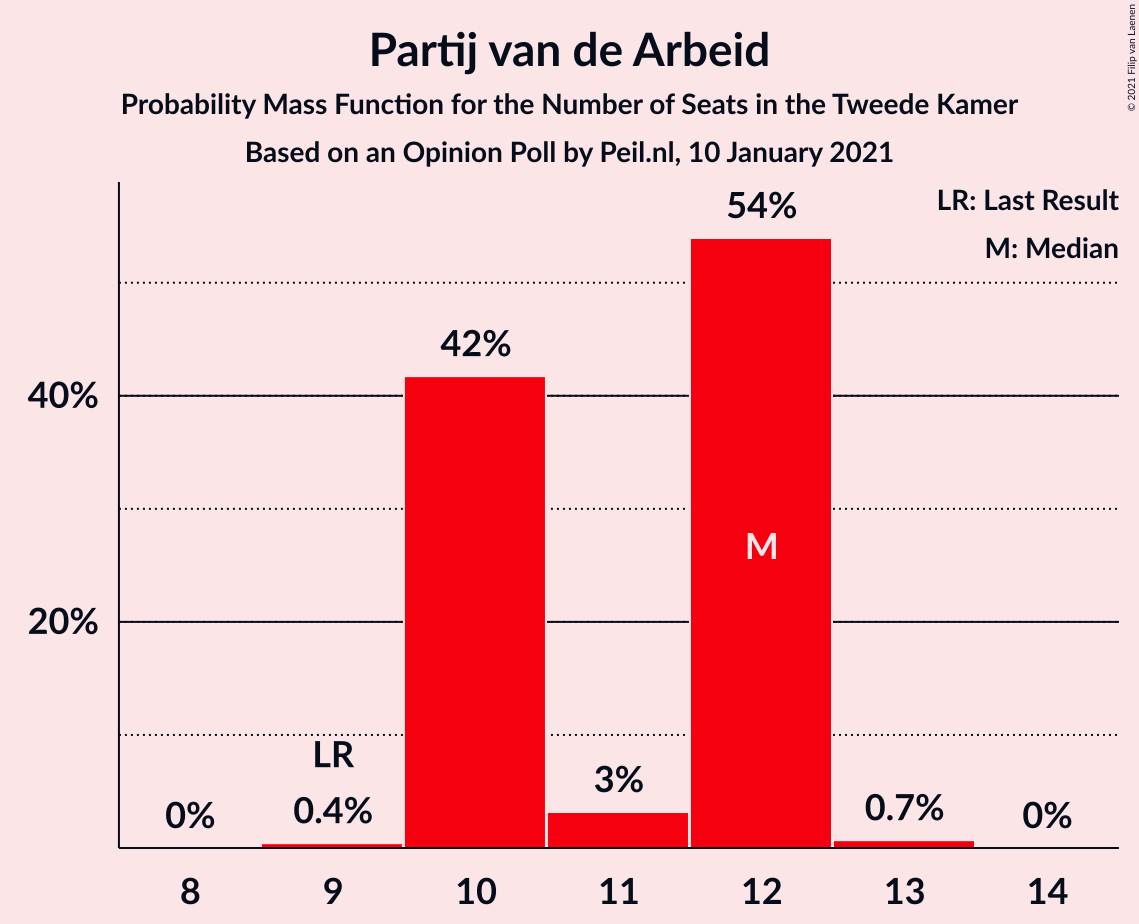 Partij van de Arbeid
Probability Mass Function for the Number of Seats in the Tweede Kamer
Based on an Opinion Poll by Peil.nl, 10 January 2021
© 2021 Filip van Laenen
LR: Last Result
M: Median
54%
42%
40%
M
20%
LR
3%
0%
0.4%
0.7%
0%
8
9
10
11
12
13
14